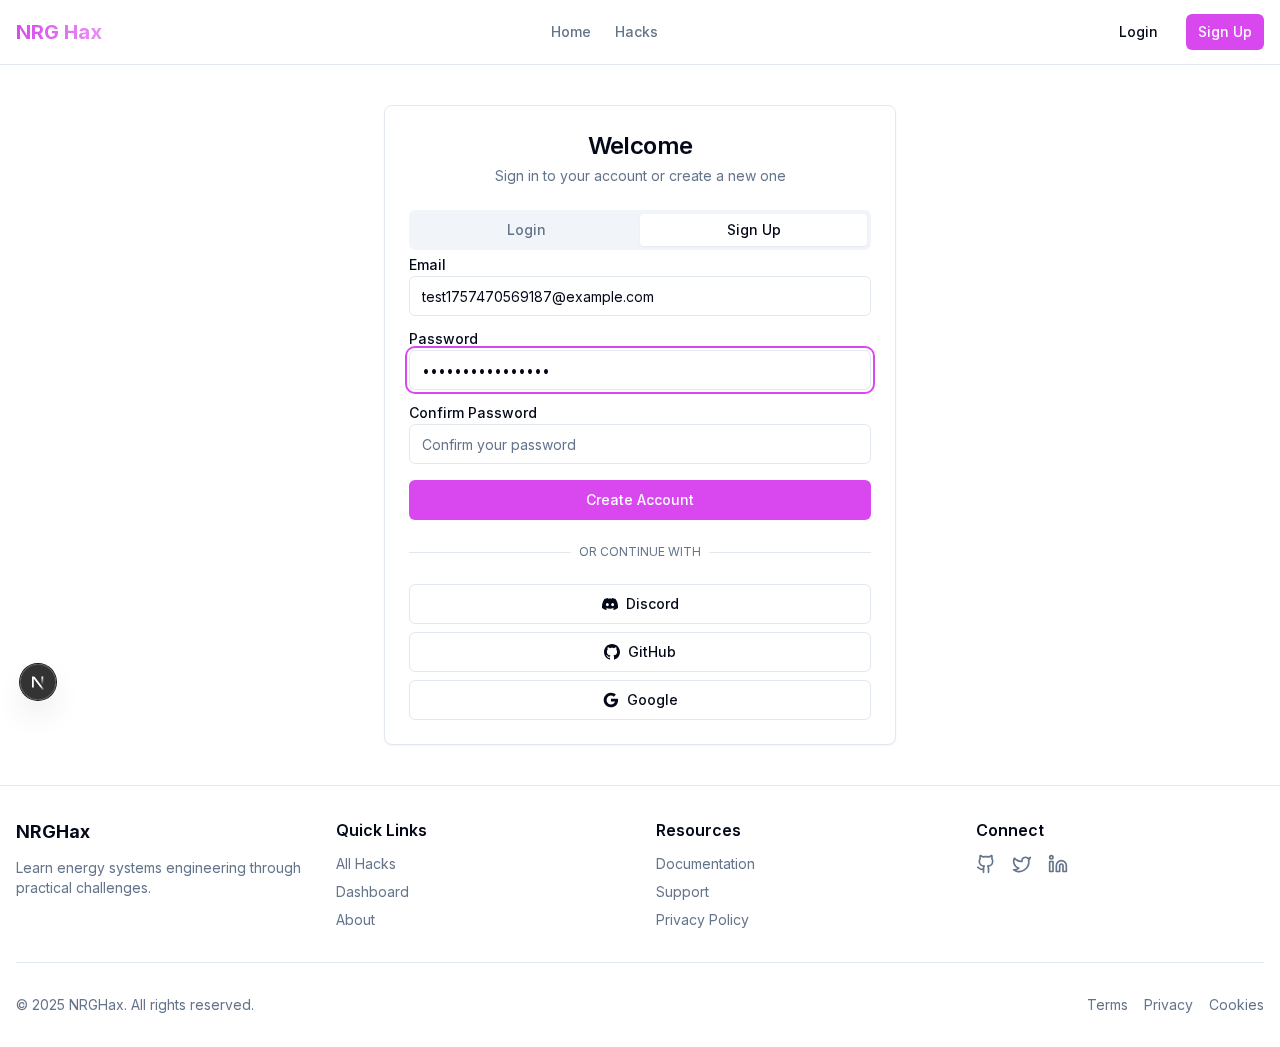 NRG Hax
Home
Hacks
Login
Sign Up
Welcome
Sign in to your account or create a new one
Login
Sign Up
Email
test1757470569187@example.com
Password
••••••••••••••••
Confirm Password
Confirm your password
Create Account
OR CONTINUE WITH
Discord
GitHub
Google
N
NRGHax
Learn energy systems engineering through
practical challenges.
Quick Links
All Hacks
Dashboard
About
Resources
Documentation
Support
Privacy Policy
Connect
© 2025 NRGHax. All rights reserved.
Terms
Privacy
Cookies